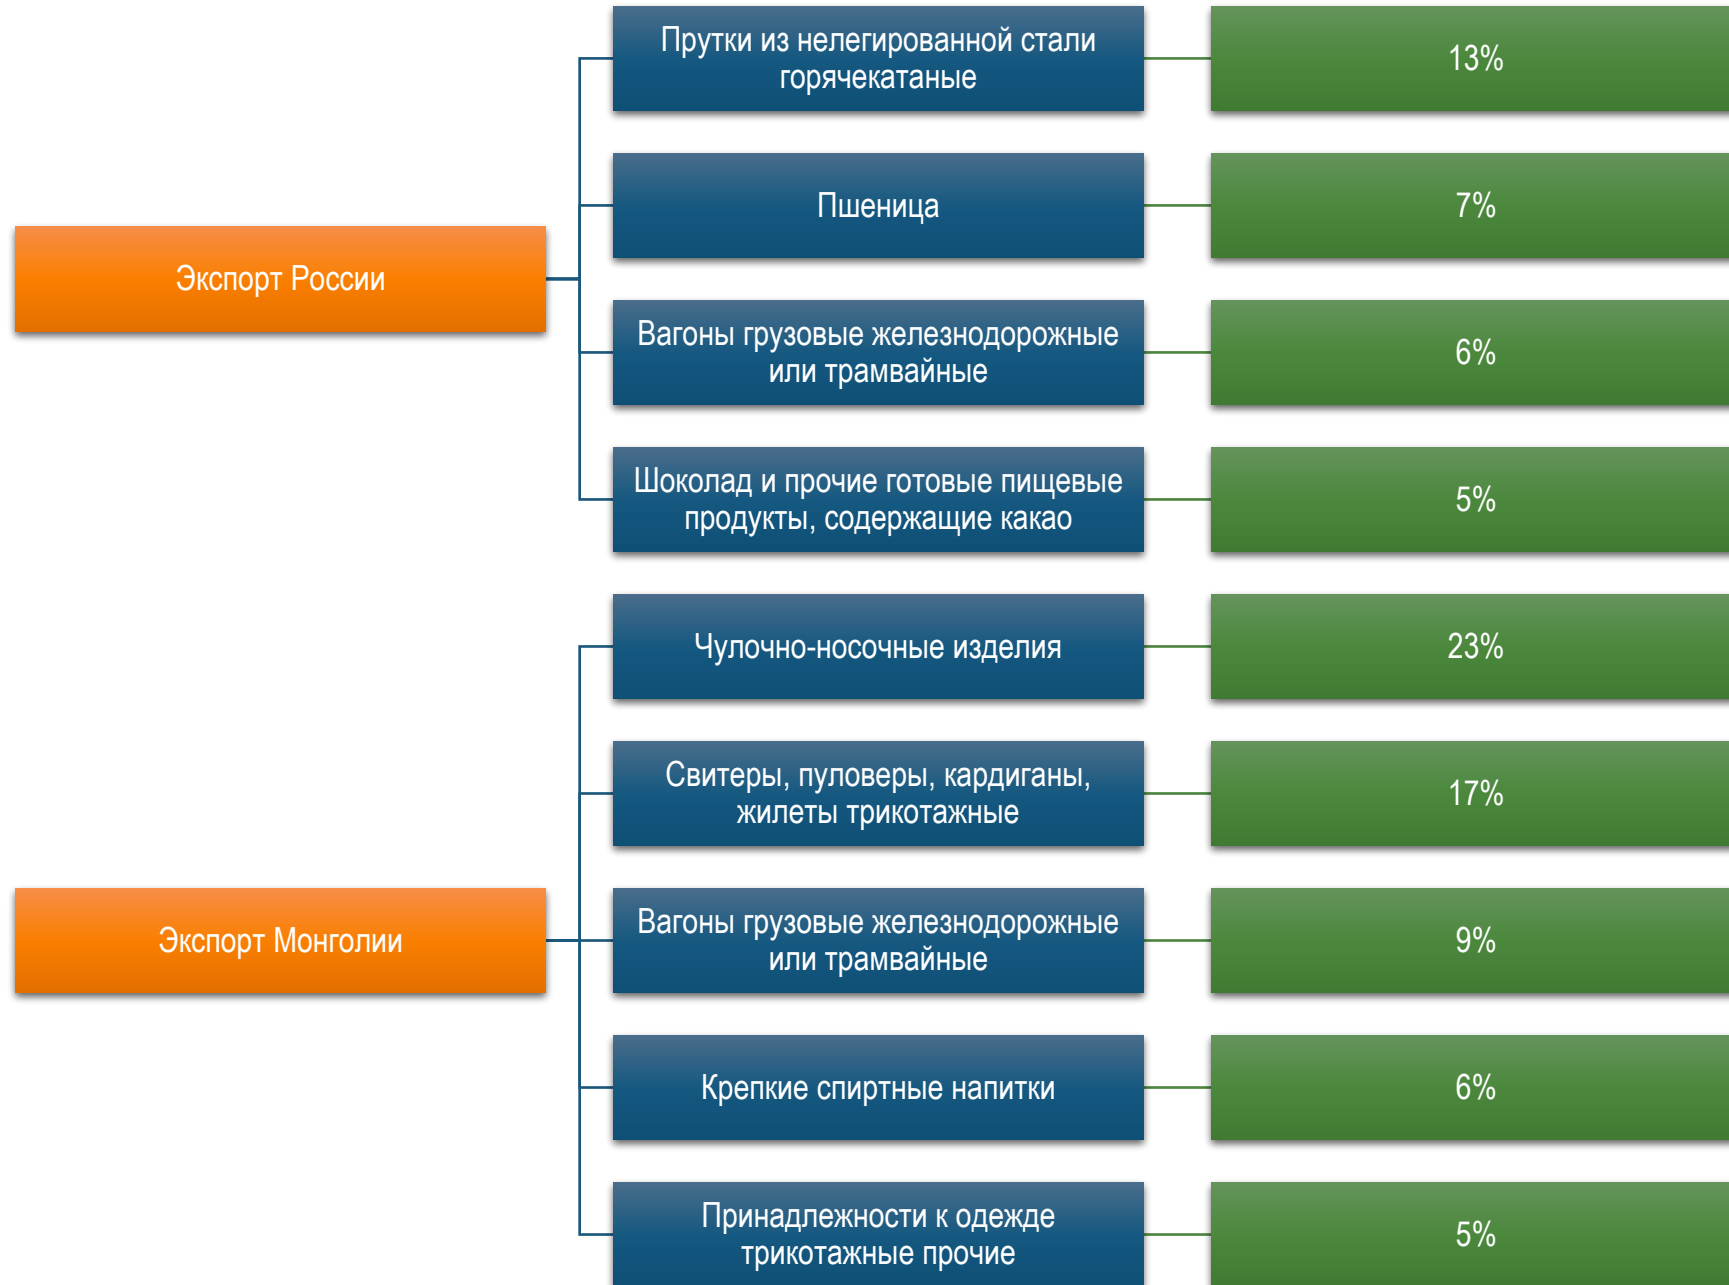 Экспорт России
Прутки из нелегированной стали
горячекатаные
13%
Пшеница
7%
Вагоны грузовые железнодорожные
или трамвайные
6%
Шоколад и прочие готовые пищевые
продукты, содержащие какао
5%
Экспорт Монголии
Чулочно-носочные изделия
23%
Свитеры, пуловеры, кардиганы,
жилеты трикотажные
17%
Вагоны грузовые железнодорожные
или трамвайные
9%
Крепкие спиртные напитки
6%
Принадлежности к одежде
трикотажные прочие
5%